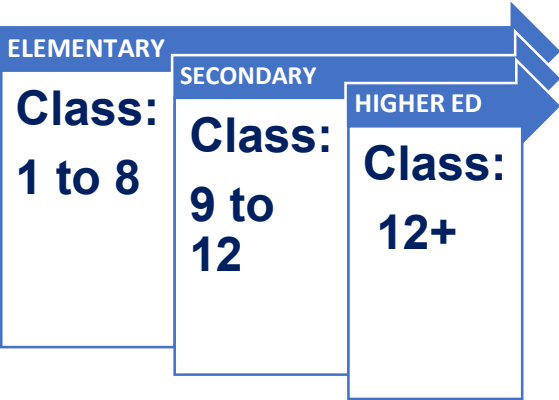 ELEMENTARY
Class:
1 to 8
SECONDARY
Class:
9 to
12
HIGHER ED
Class:
12+